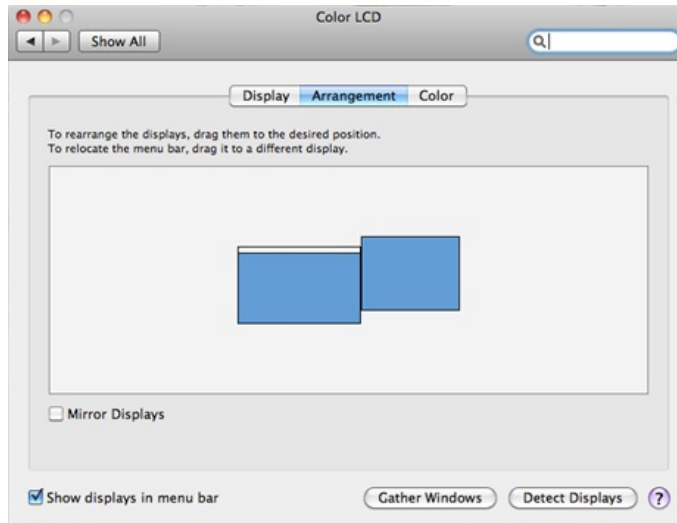 Color LCD
Show All
Display Arrangement Color
To rearrange the displays, drag them to the desired position.
To relocate the menu bar, drag it to a different display.
Mirror Displays
Show displays in menu bar
Gather Windows Detect Displays ?